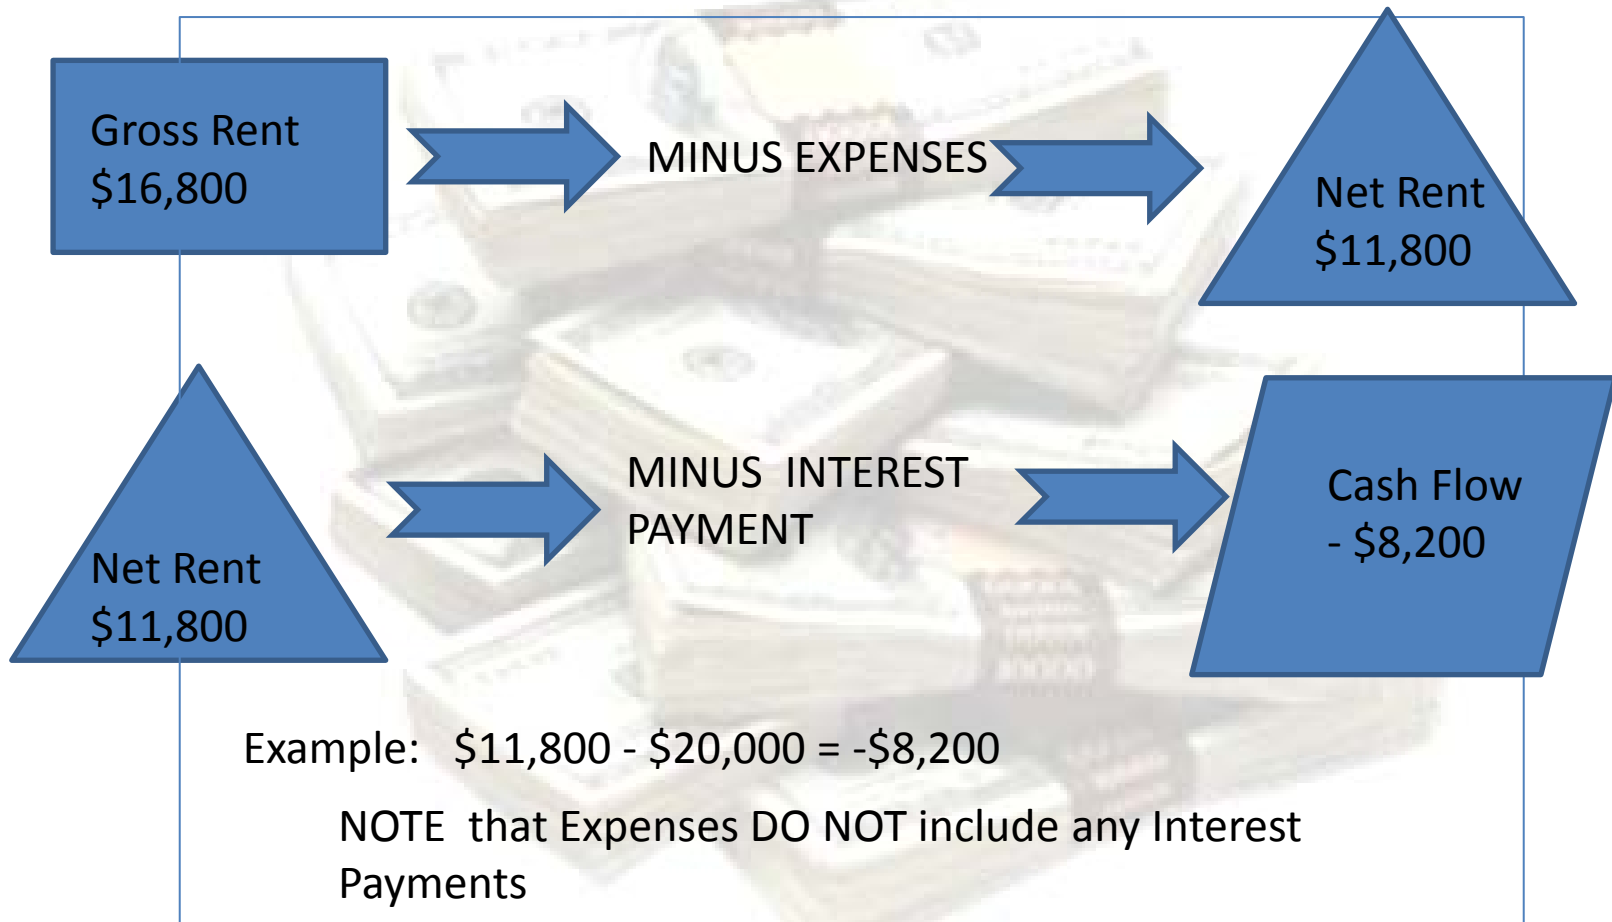 Gross Rent
$16,800
MINUS EXPENSES
Net Rent
$11,800
Net Rent
$11,800
MINUS  INTEREST
PAYMENT
Cash Flow
- $8,200
Example:   $11,800 - $20,000 = -$8,200
NOTE  that Expenses DO NOT include any Interest
Payments